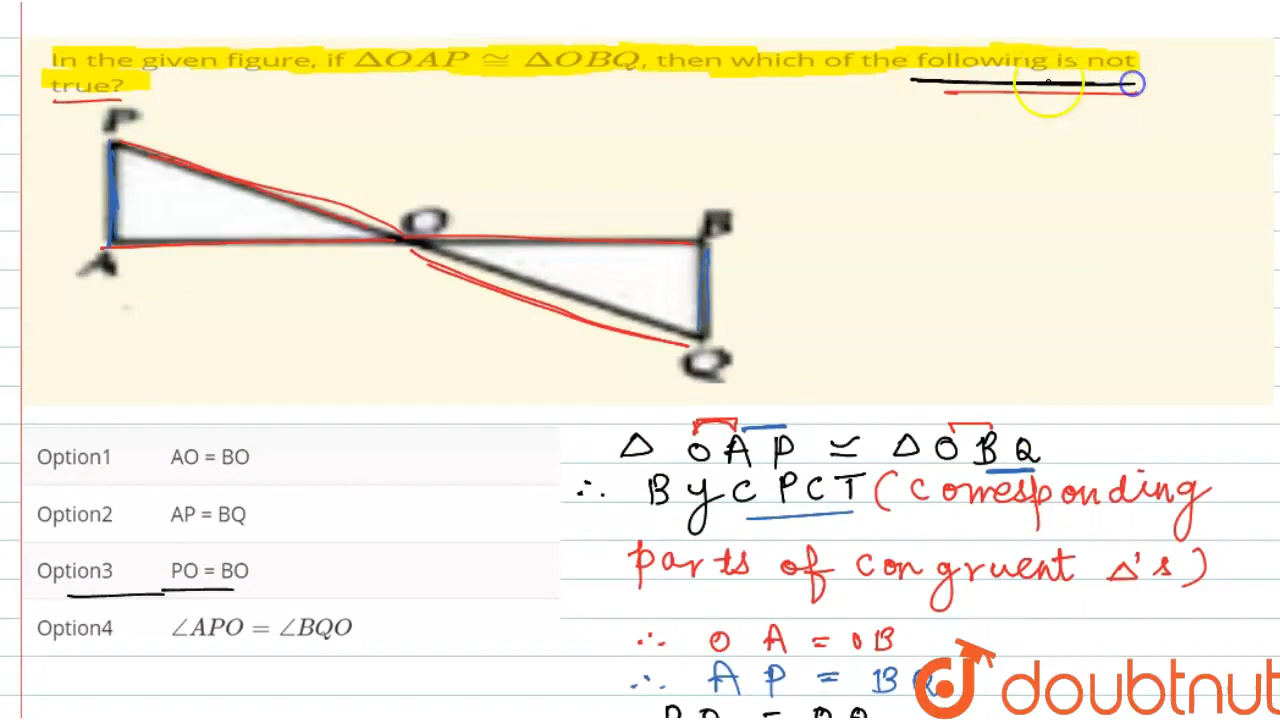 In the given figure, if ΔOAP ≅ ΔOBQ, then which of the following is not
true?
P
O
B
A
Q
Option1 AO = BO
Option2 AP = BQ
Option3 PO = BO
Option4 ∠APO = ∠BQO
Δ OAP ≃ Δ OBQ
∴ By CPCT (Corresponding
parts of congruent Δ's)
∴ OA = OB
∴ AP = BQ
doubtnut